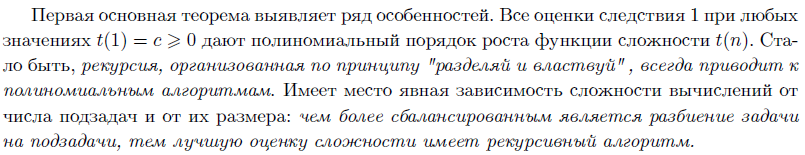 Первая основная теорема выявляет ряд особенностей. Все оценки следствия 1 при любых
значениях t(1) = c ⩾ 0 дают полиномиальный порядок роста функции сложности t(n). Ста-
ло быть, рекурсия, организованная по принципу "разделяй и властвуй" , всегда приводит к
полиномиальным алгоритмам. Имеет место явная зависимость сложности вычислений от
числа подзадач и от их размера: чем более сбалансированным является разбиение задачи
на подзадачи, тем лучшую оценку сложности имеет рекурсивный алгоритм.